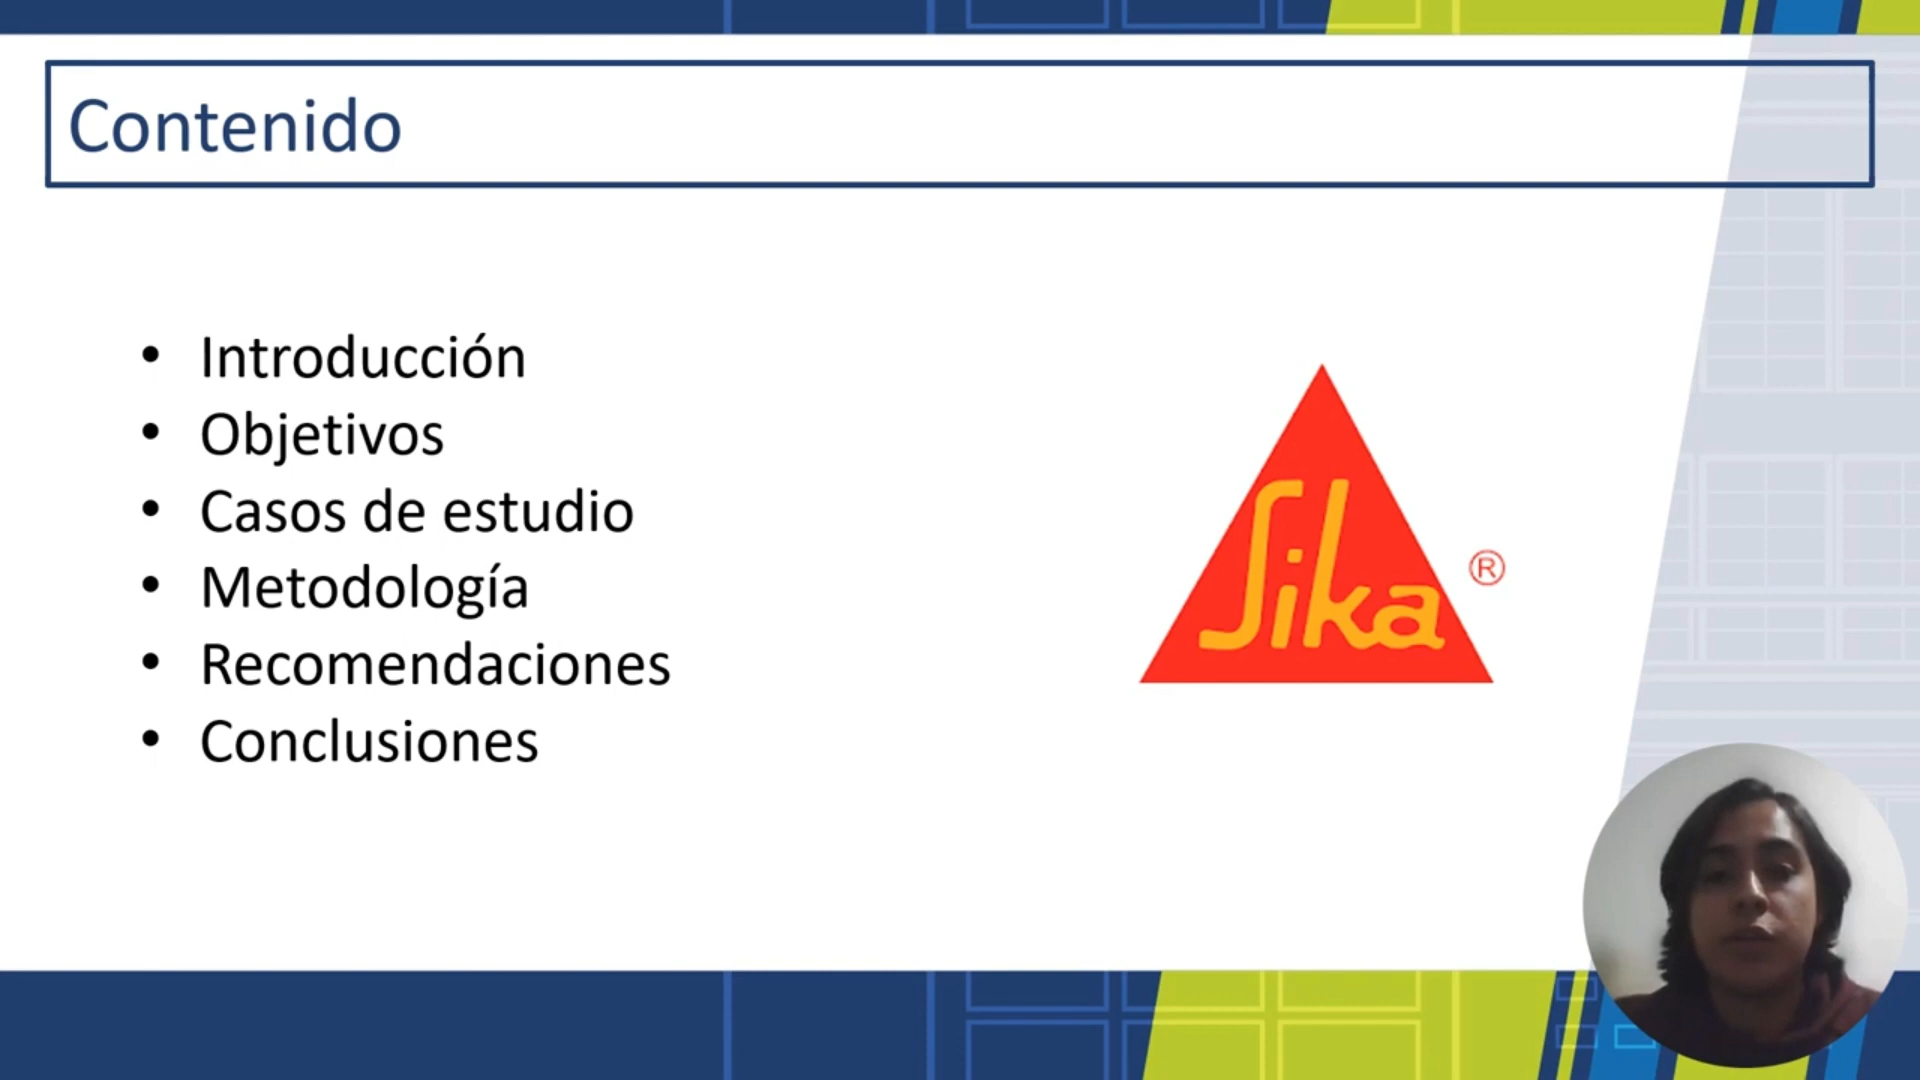 Contenido
• Introducción
• Objetivos
• Casos de estudio
• Metodología
• Recomendaciones
• Conclusiones
Sika ®